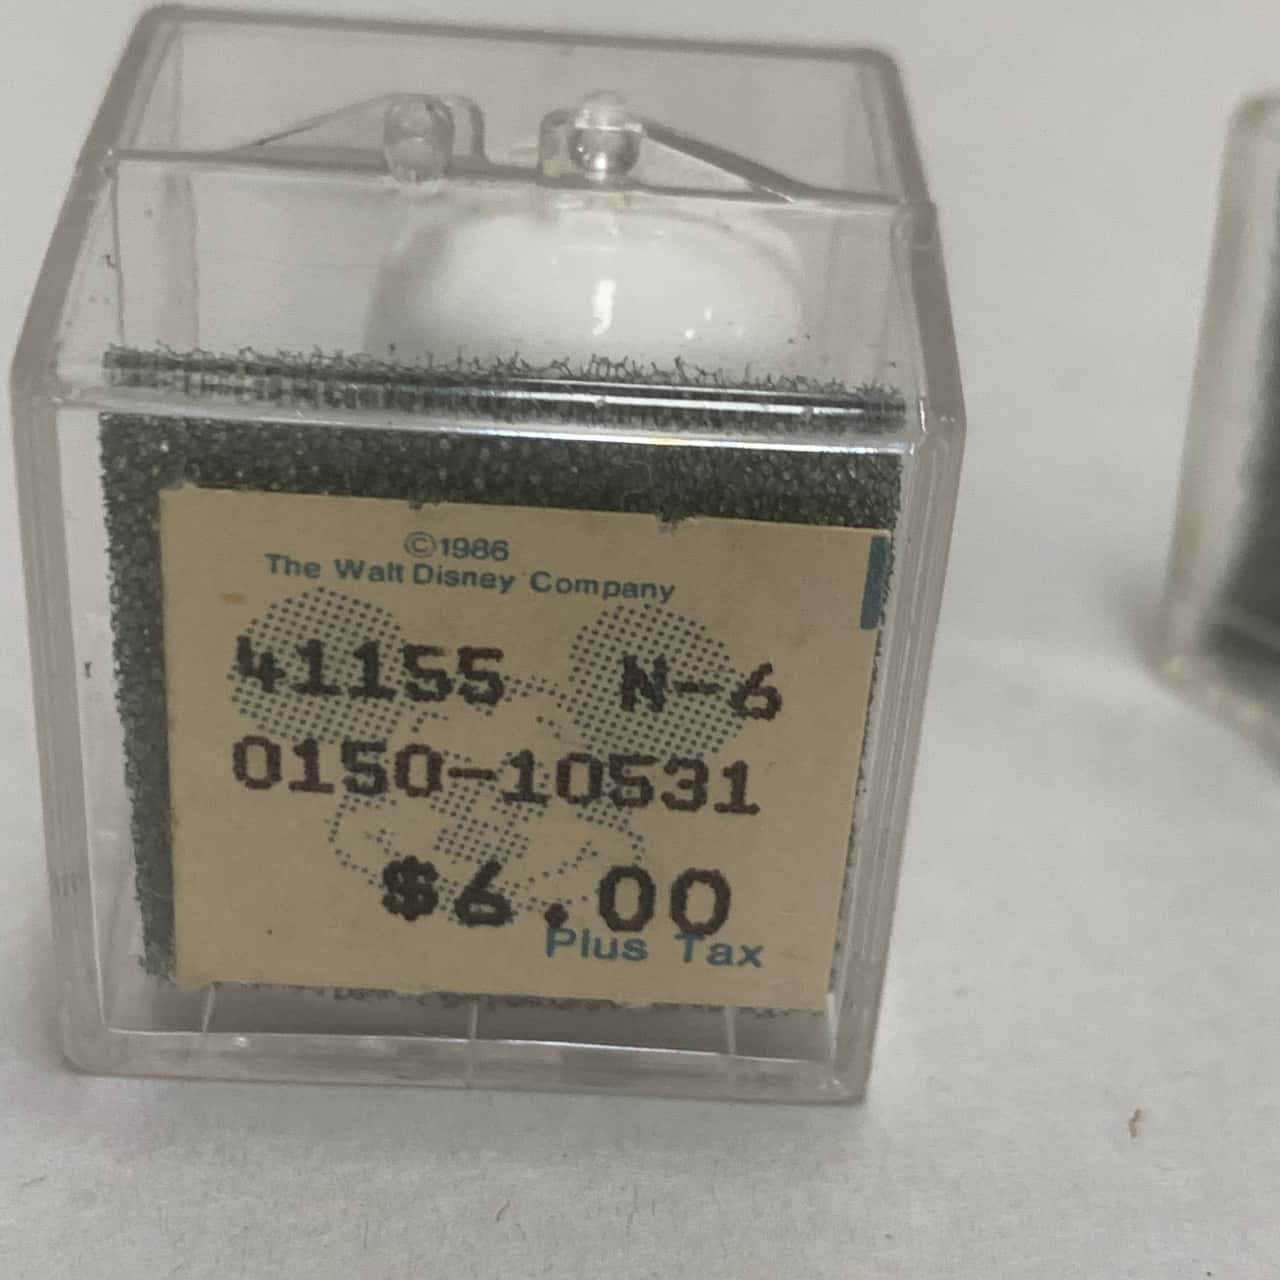 ©1986
The Walt Disney Company
41155 N-6
0150-10531
$6.00
Plus Tax